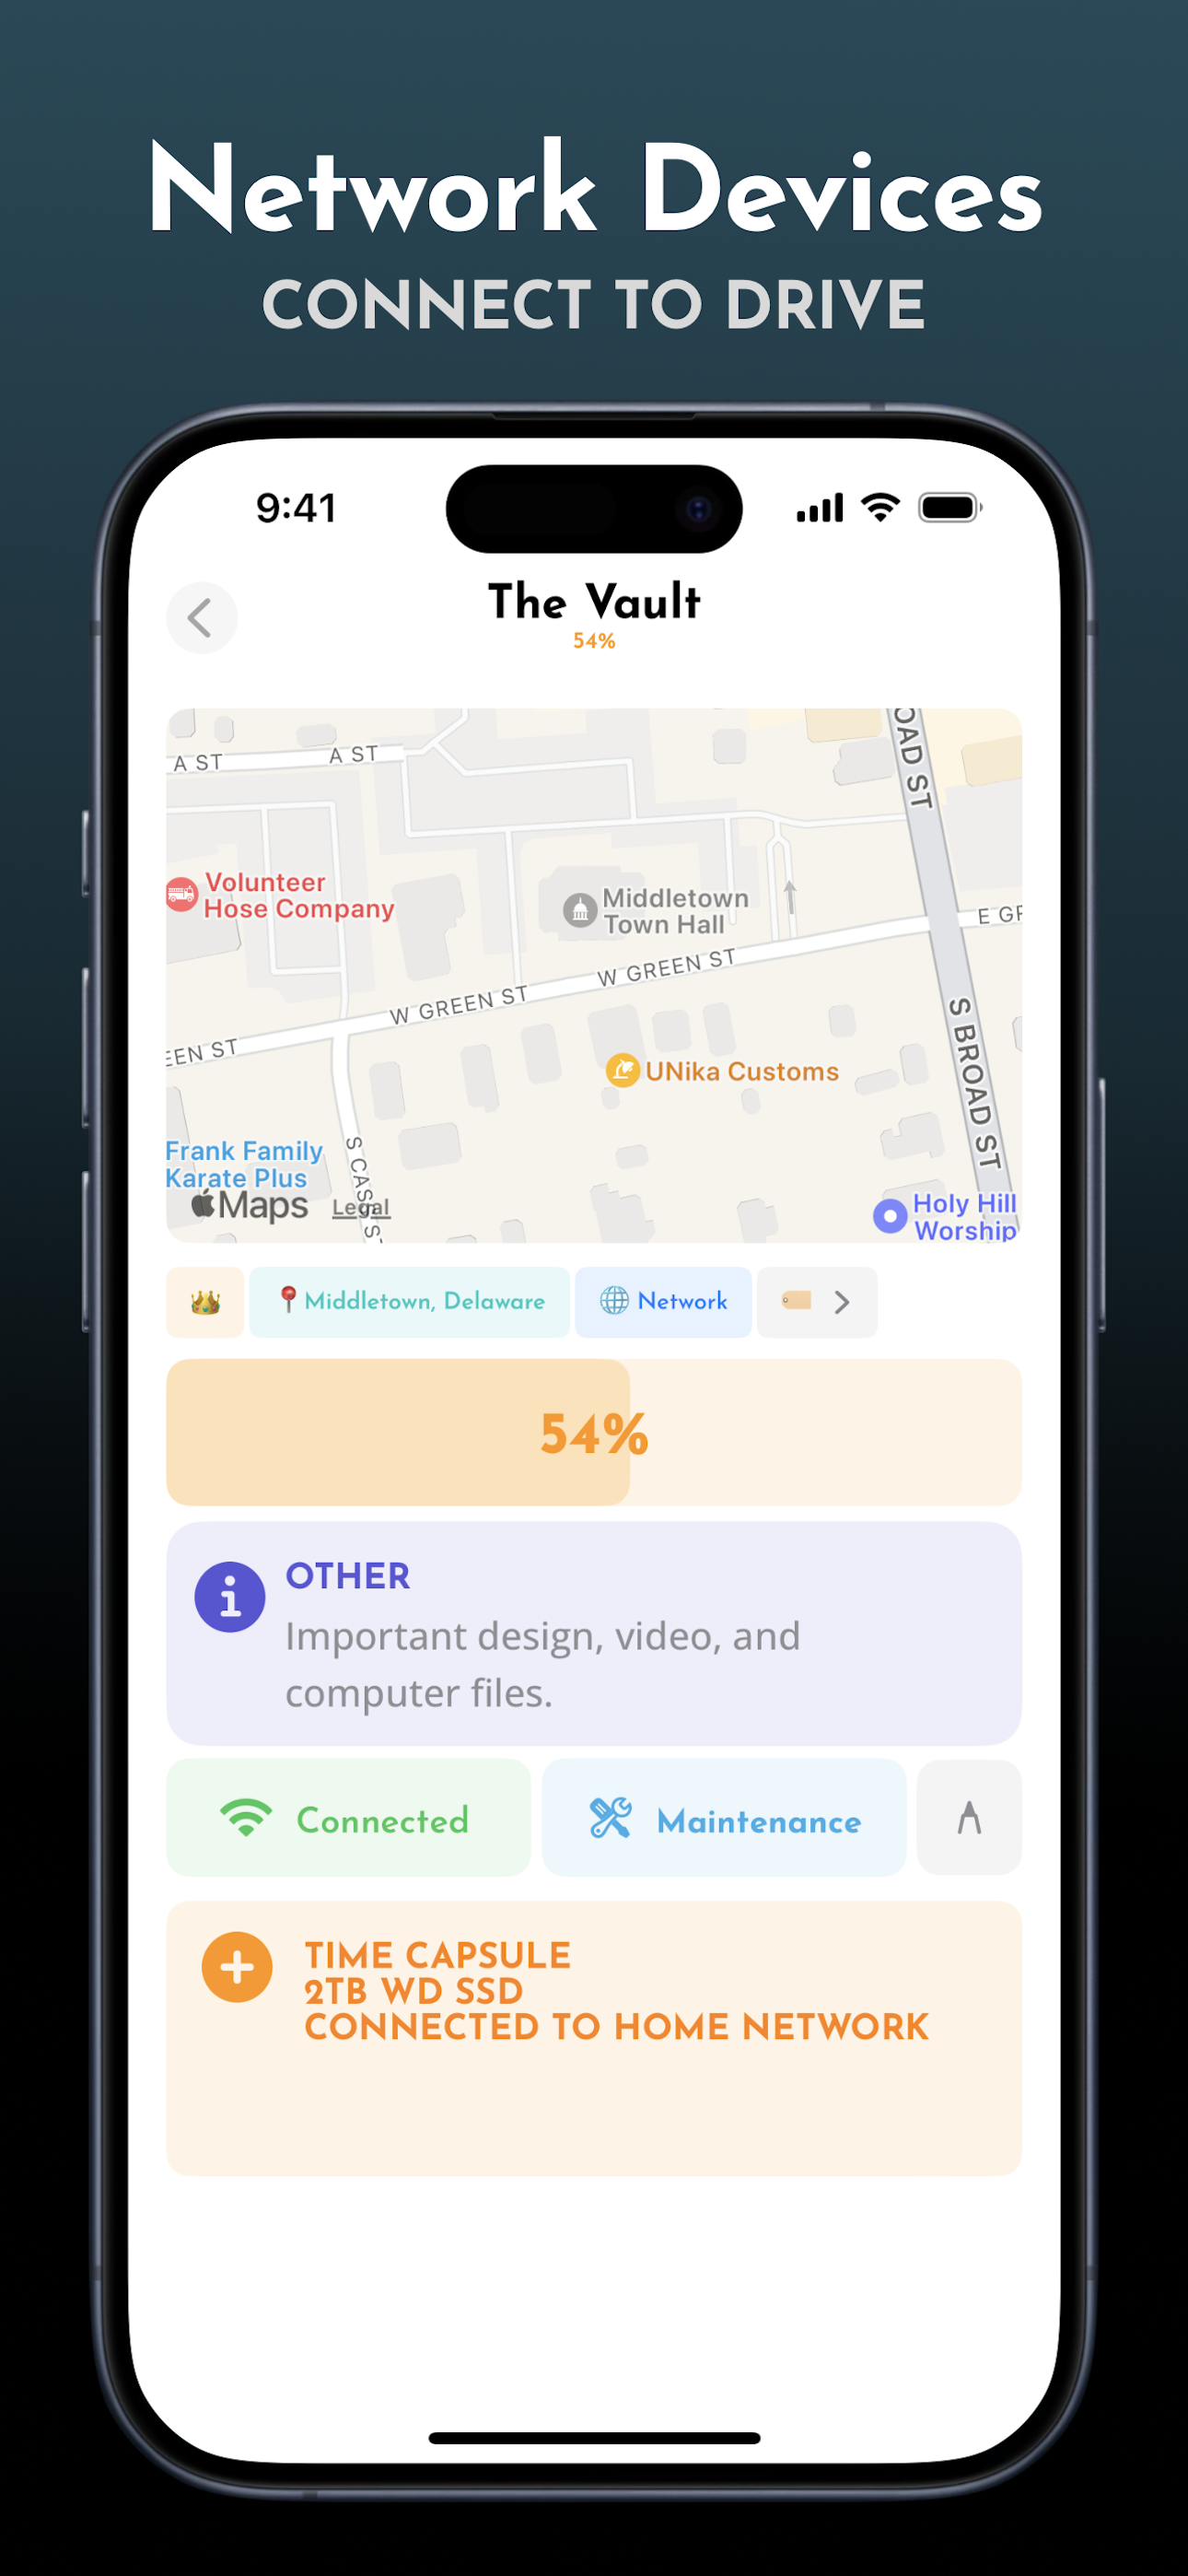 Network Devices
CONNECT TO DRIVE
9:41
The Vault
54%
OAD ST
A ST
A ST
Volunteer
Hose Company
Middletown
Town Hall
E GR
W GREEN ST
W GREEN ST
EEN ST
UNika Customs
S BROAD ST
Frank Family
Karate Plus
S CASS ST
Maps
Legal
Holy Hill
Worship
Middletown, Delaware
Network
54%
OTHER
Important design, video, and
computer files.
Connected
Maintenance
TIME CAPSULE
2TB WD SSD
CONNECTED TO HOME NETWORK